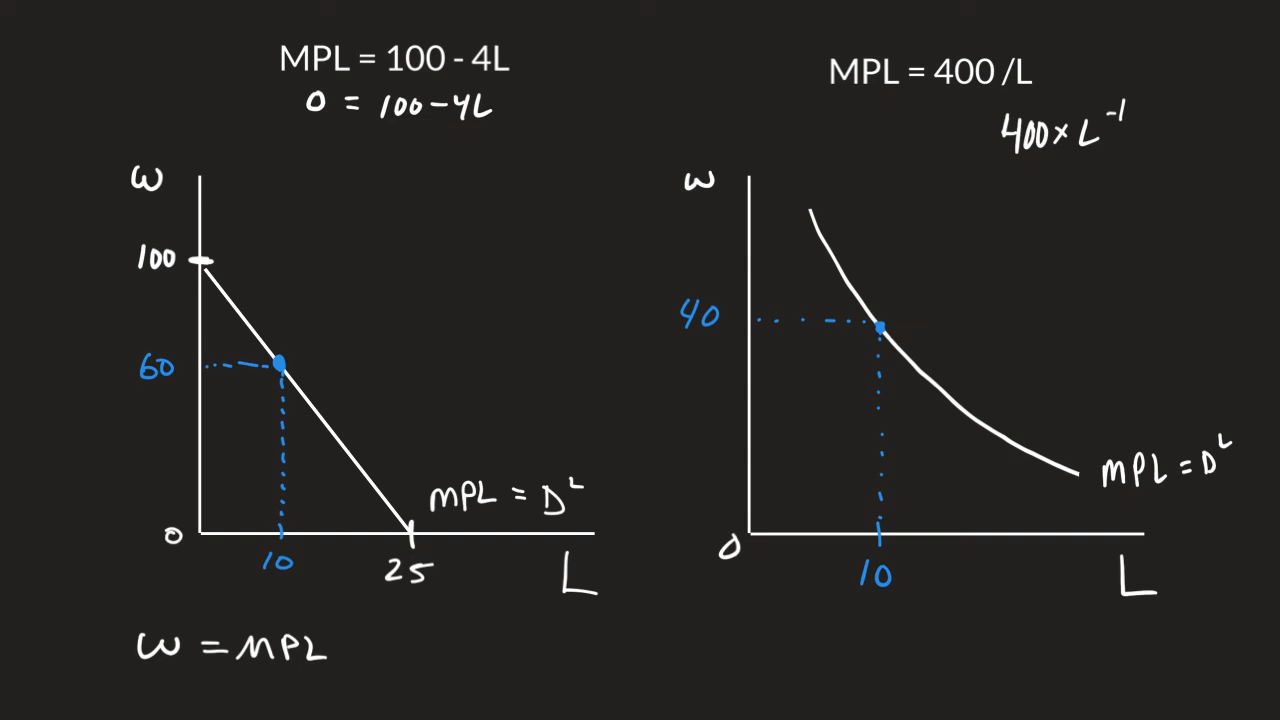 MPL = 100 - 4L
0 = 100 - 4L
ω
100
60
0
10
25
L
MPL = Dᴸ
ω = MPL
MPL = 400 /L
400 × L⁻¹
ω
40
0
10
L
MPL = Dᴸ